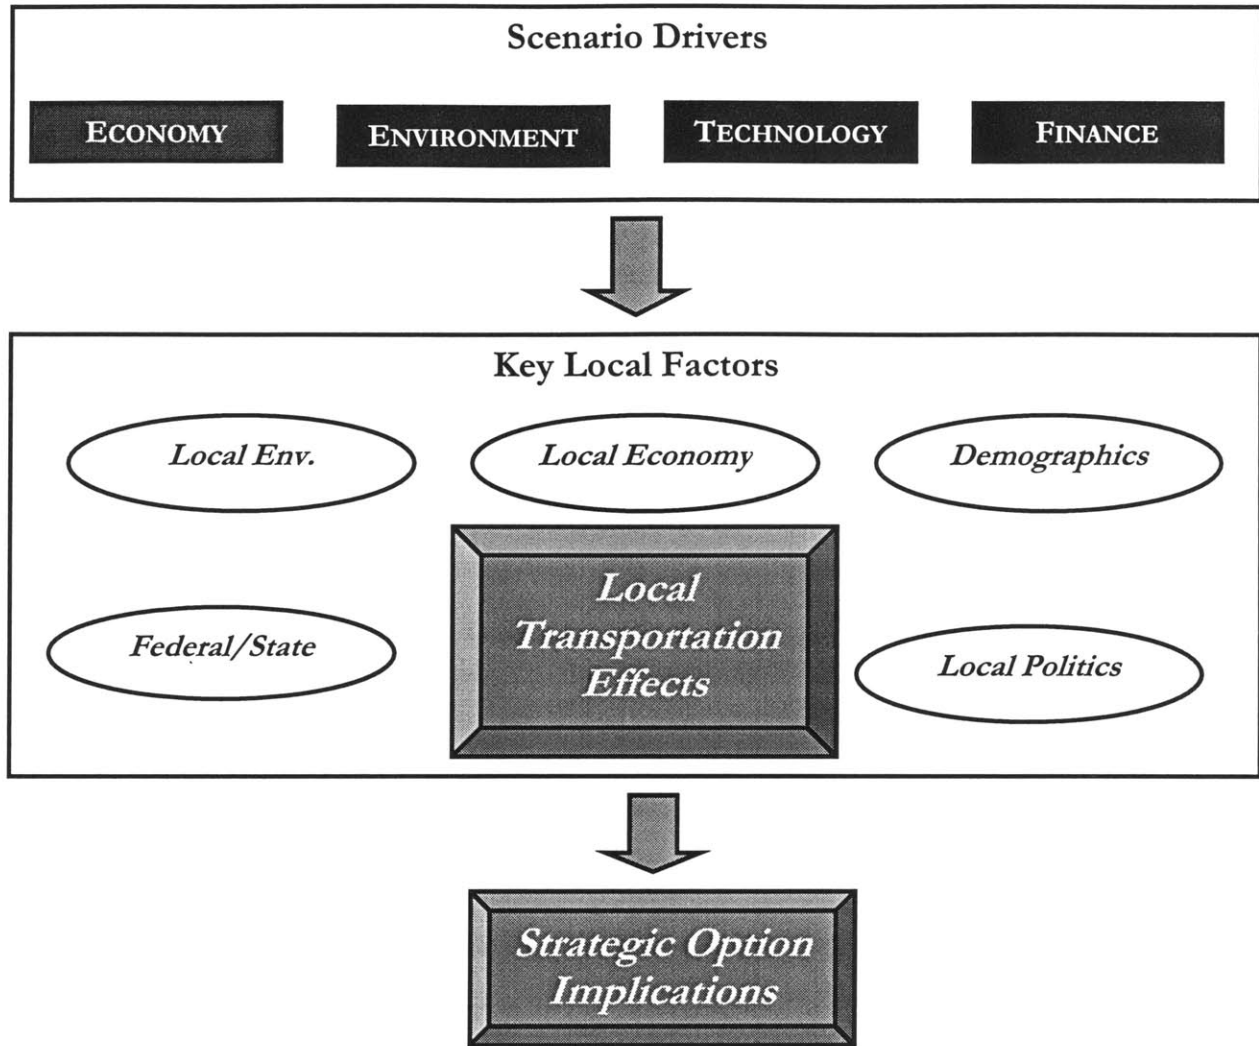 Scenario Drivers
ECONOMY
ENVIRONMENT
TECHNOLOGY
FINANCE
Key Local Factors
Local Env.
Local Economy
Demographics
Federal/State
Local
Transportation
Effects
Local Politics
Strategic Option
Implications